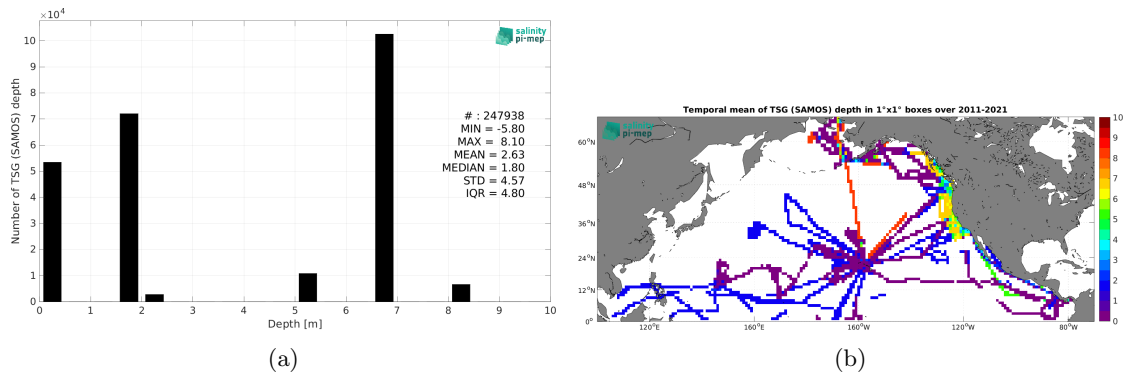 ×10⁴
salinity
pi-mep
10
9
8
7
6
5
4
3
2
1
0
Number of TSG (SAMOS) depth
# : 247938
MIN = -5.80
MAX = 8.10
MEAN = 2.63
MEDIAN = 1.80
STD = 4.57
IQR = 4.80
0 1 2 3 4 5 6 7 8 9 10
Depth [m]
(a)
Temporal mean of TSG (SAMOS) depth in 1°x1° boxes over 2011-2021
salinity
pi-mep
60°N
48°N
36°N
24°N
12°N
0°
120°E 160°E 160°W 120°W 80°W
10
9
8
7
6
5
4
3
2
1
0
(b)